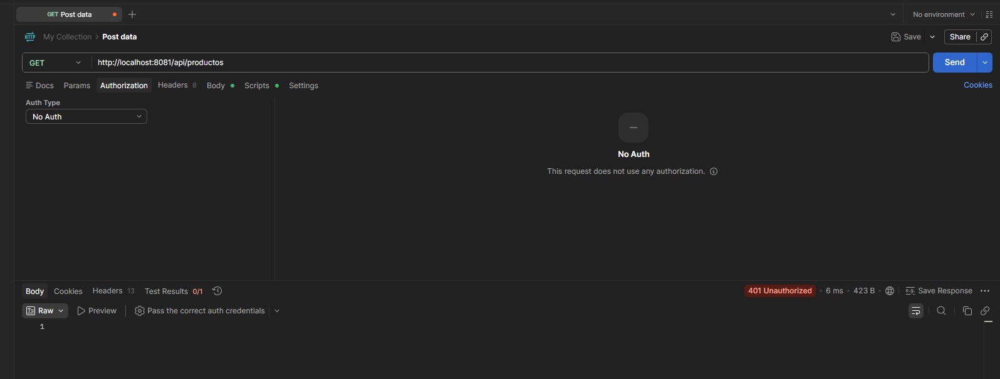 GET Post data
No environment
HTTP My Collection > Post data
Save
Share
GET http://localhost:8081/api/productos
Send
Docs Params Authorization Headers 8 Body Scripts Settings
Cookies
Auth Type
No Auth
No Auth
This request does not use any authorization.
Body Cookies Headers 13 Test Results 0/1
401 Unauthorized 6 ms 423 B
e.g. Save Response
Raw Preview Pass the correct auth credentials
1